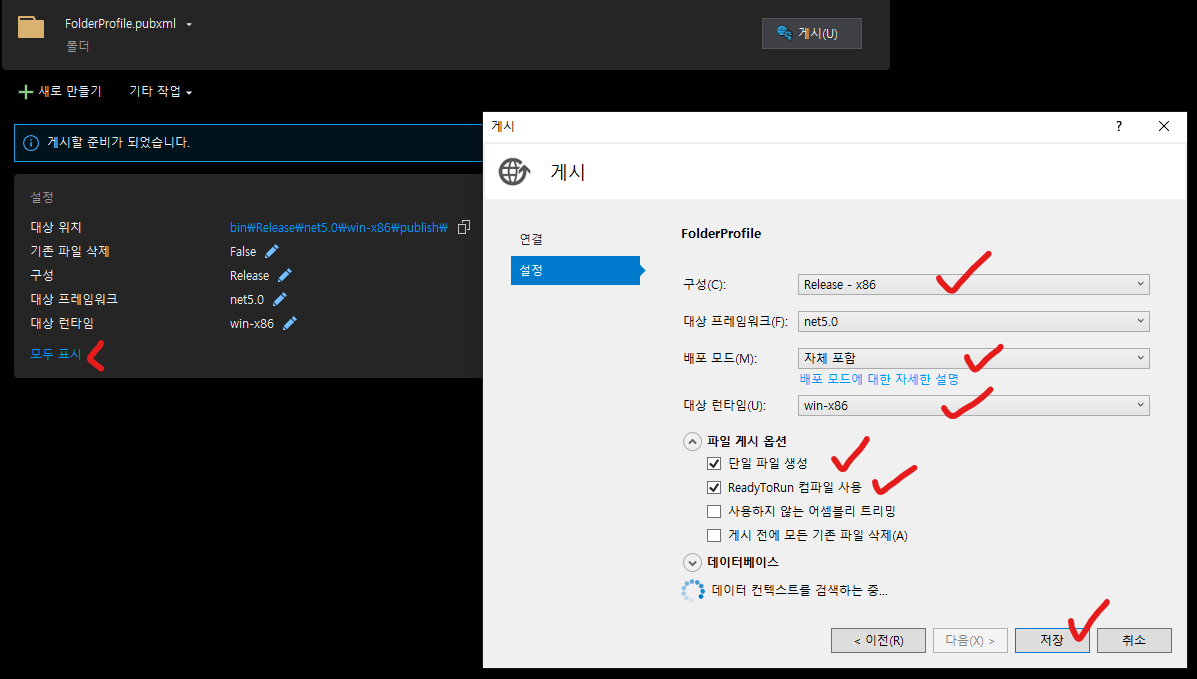 FolderProfile.pubxml
폴더
게시(U)
새로 만들기 기타 작업
게시할 준비가 되었습니다.
설정
대상 위치 bin₩Release₩net5.0₩win-x86₩publish₩
기존 파일 삭제 False
구성 Release
대상 프레임워크 net5.0
대상 런타임 win-x86
모두 표시
게시 ?
게시
연결
설정
FolderProfile
구성(C): Release - x86
대상 프레임워크(F): net5.0
배포 모드(M): 자체 포함
배포 모드에 대한 자세한 설명
대상 런타임(U): win-x86
파일 게시 옵션
단일 파일 생성
ReadyToRun 컴파일 사용
사용하지 않는 어셈블리 트리밍
게시 전에 모든 기존 파일 삭제(A)
데이터베이스
데이터 컨텍스트를 검색하는 중...
< 이전(R) 다음(X) > 저장 취소